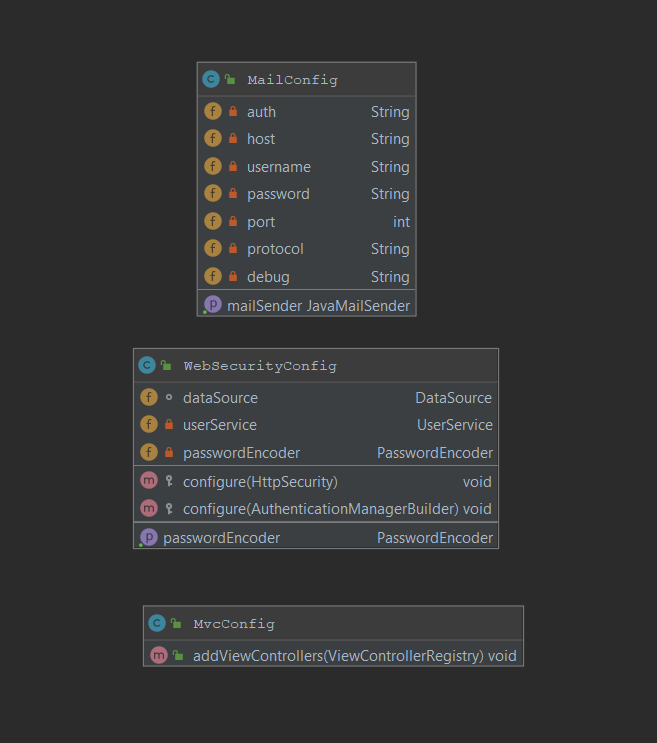 C MailConfig
f auth String
f host String
f username String
f password String
f port int
f protocol String
f debug String
p mailSender JavaMailSender
C WebSecurityConfig
f dataSource DataSource
f userService UserService
f passwordEncoder PasswordEncoder
m configure(HttpSecurity) void
m configure(AuthenticationManagerBuilder) void
p passwordEncoder PasswordEncoder
C MvcConfig
m addViewControllers(ViewControllerRegistry) void